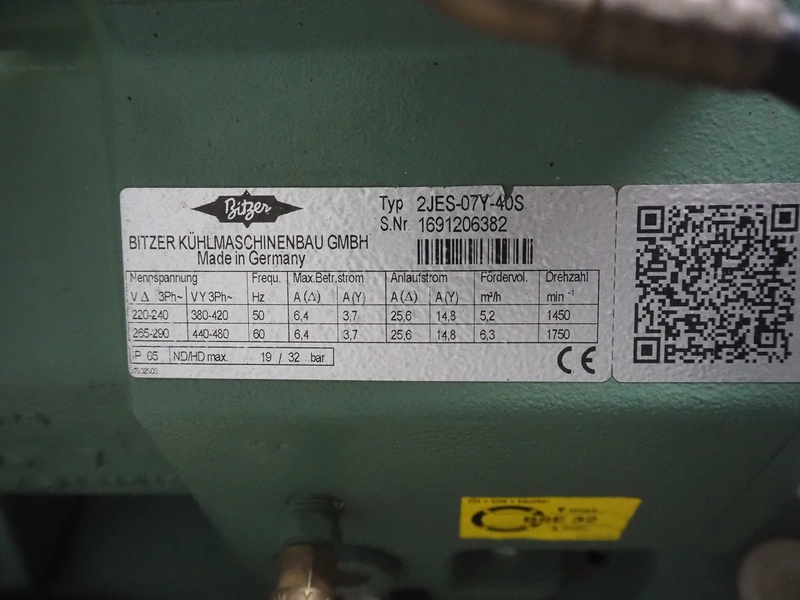 Bitzer
Typ 2JES-07Y-40S
S.Nr. 1691206382
BITZER KÜHLMASCHINENBAU GMBH
Made in Germany
Nennspannung Frequ. Max.Betr.strom Anlaufstrom Fördervol. Drehzahl
V Δ 3Ph~ V Y 3Ph~ Hz A (Δ) A (Y) A (Δ) A (Y) m³/h min -1
220-240 380-420 50 6,4 3,7 25,6 14,8 5,2 1450
265-290 440-480 60 6,4 3,7 25,6 14,8 6,3 1750
IP 65 ND/HD max. 19 / 32 bar
CE
max.
BSE 32